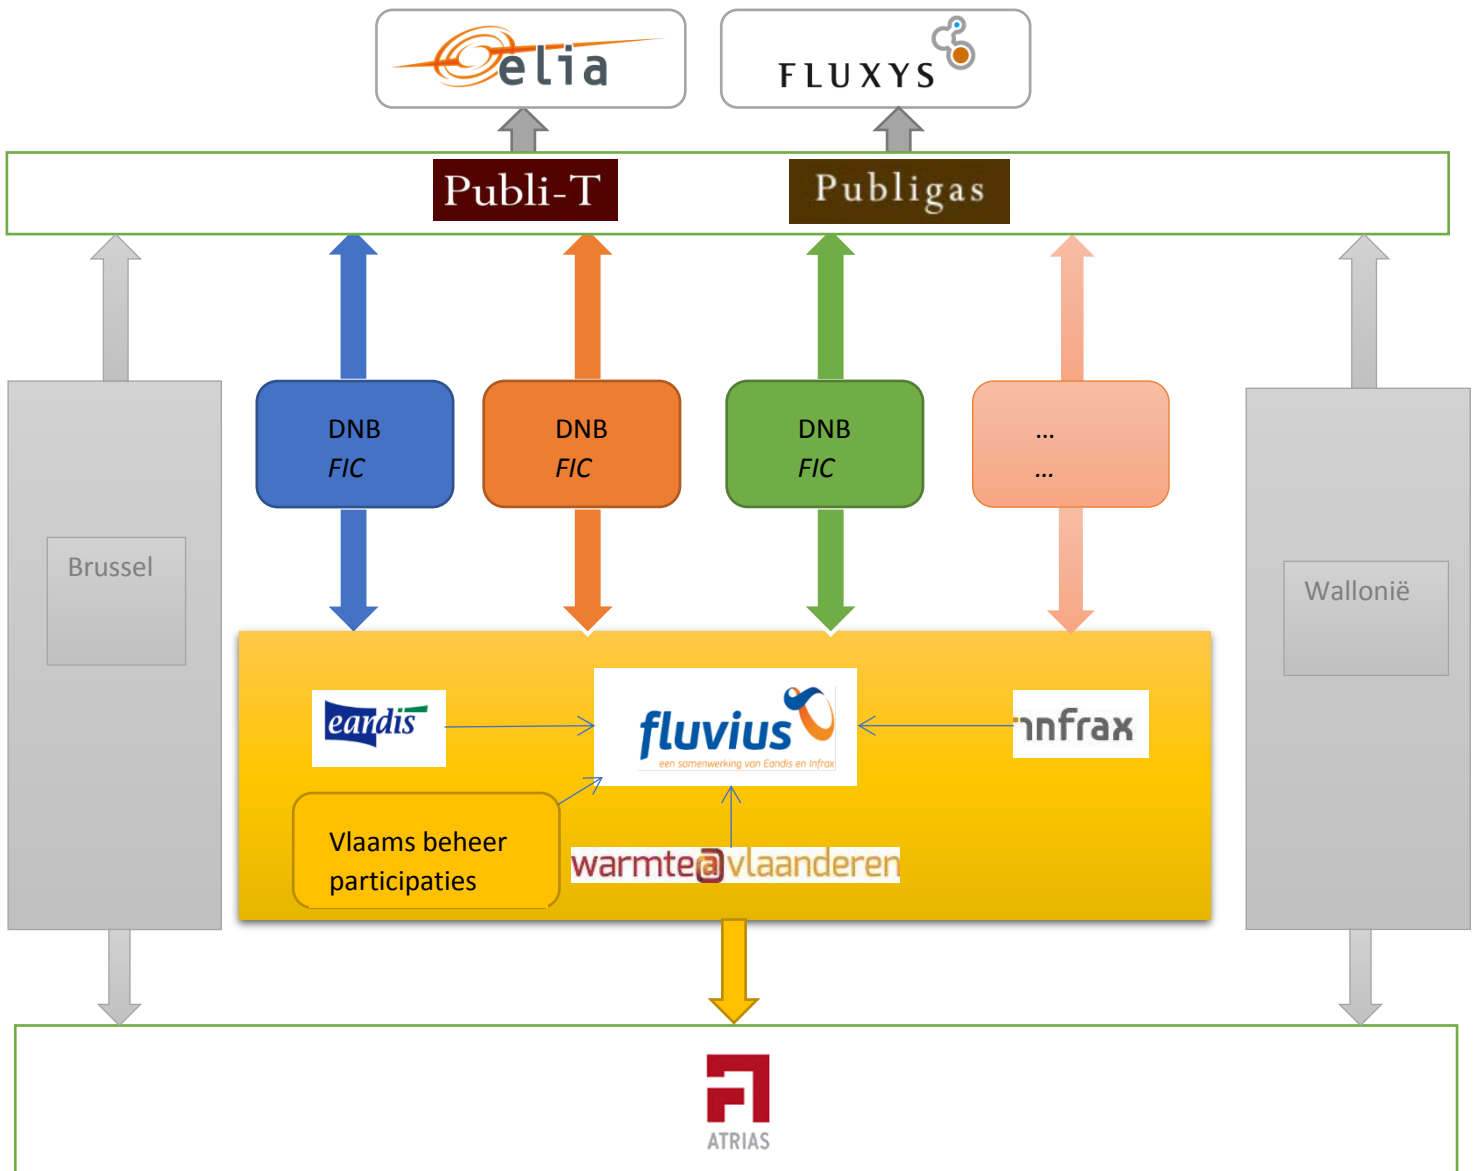 elia
FLUXYS
Publi-T
Publigas
DNB
FIC
DNB
FIC
DNB
FIC
...
...
Brussel
Wallonië
eandis
fluvius
een samenwerking van Eandis en Infrax
ınfrax
Vlaams beheer
participaties
warmte@vlaanderen
ATRIAS